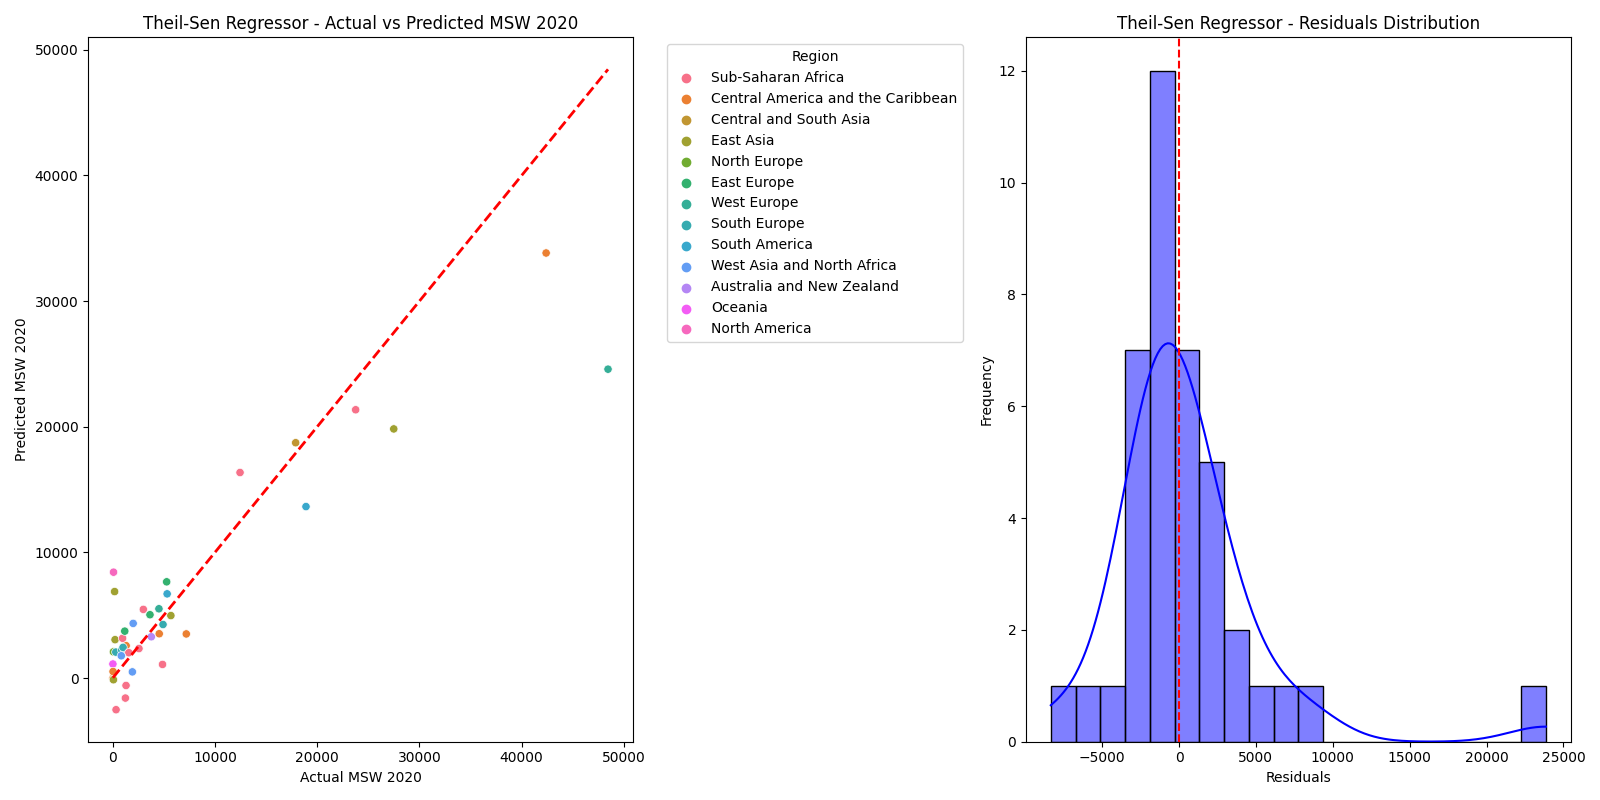 Theil-Sen Regressor - Actual vs Predicted MSW 2020
50000
40000
30000
20000
10000
0
Predicted MSW 2020
0
10000
20000
30000
40000
50000
Actual MSW 2020
Region
Sub-Saharan Africa
Central America and the Caribbean
Central and South Asia
East Asia
North Europe
East Europe
West Europe
South Europe
South America
West Asia and North Africa
Australia and New Zealand
Oceania
North America
Theil-Sen Regressor - Residuals Distribution
12
10
8
6
4
2
0
Frequency
−5000
0
5000
10000
15000
20000
25000
Residuals